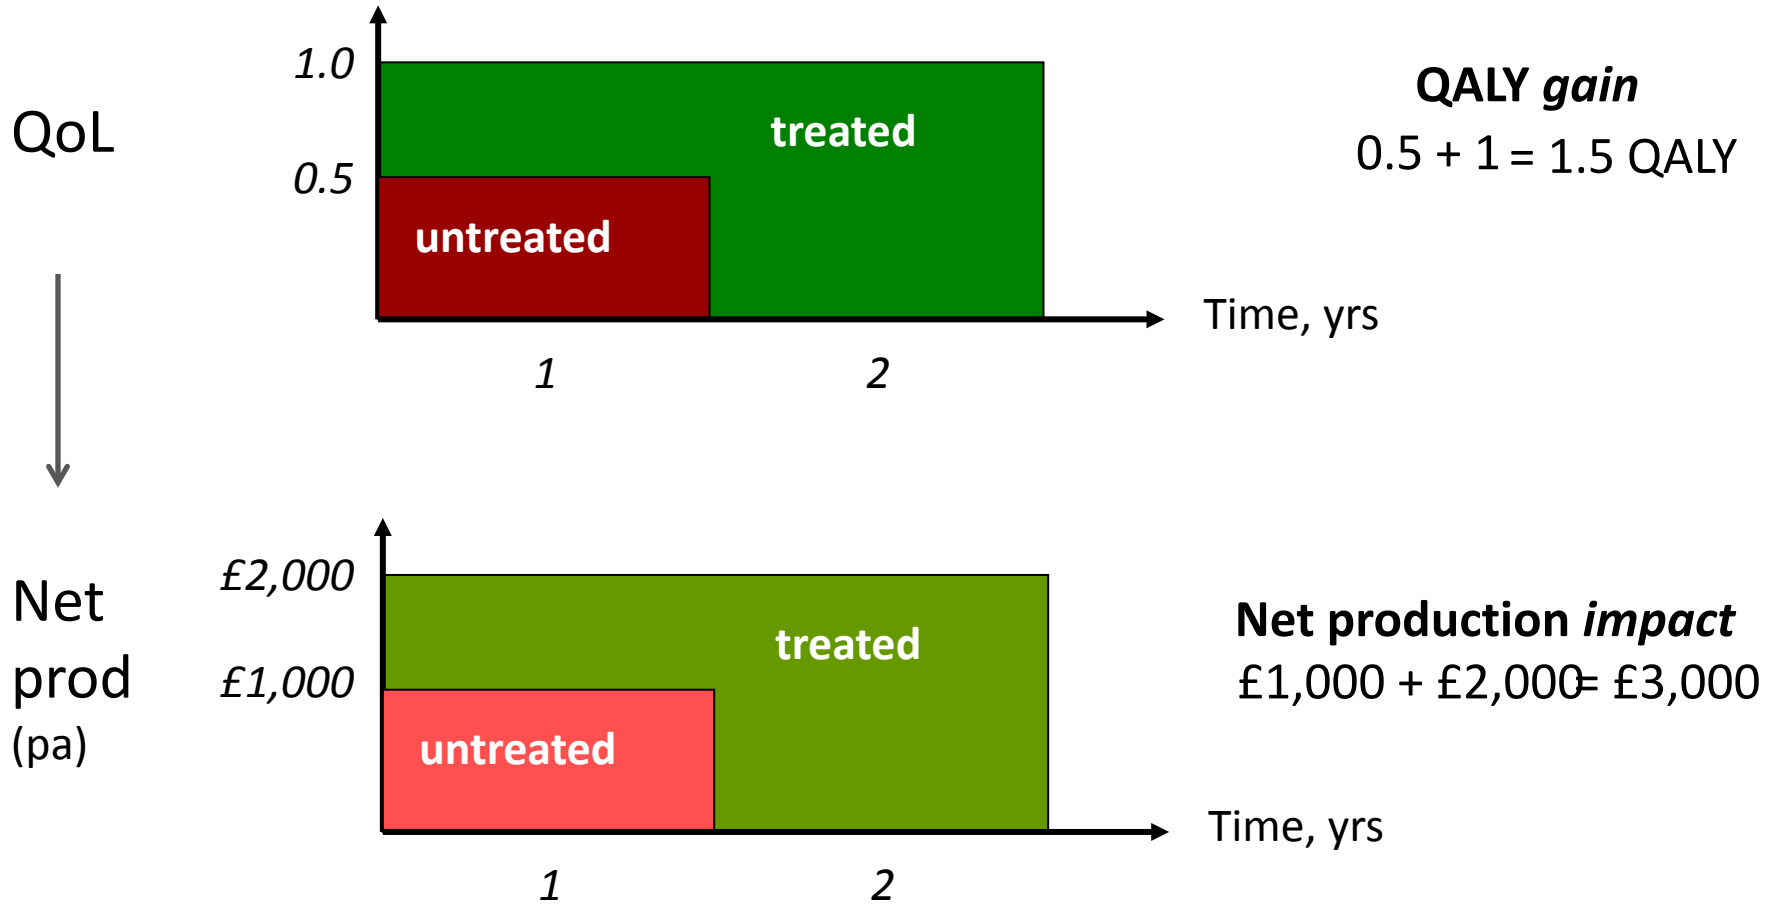 QoL
1.0
0.5
treated
untreated
1
2
Time, yrs
QALY gain
0.5 + 1 = 1.5 QALY
Net
prod
(pa)
£2,000
£1,000
treated
untreated
1
2
Time, yrs
Net production impact
£1,000 + £2,000= £3,000